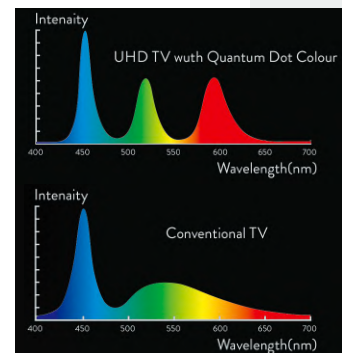 Intenaity
UHD TV wuth Quantum Dot Colour
400 450 500 550 600 650 700
Wavelength(nm)
Intenaity
Conventional TV
400 450 500 550 600 650 700
Wavelength(nm)